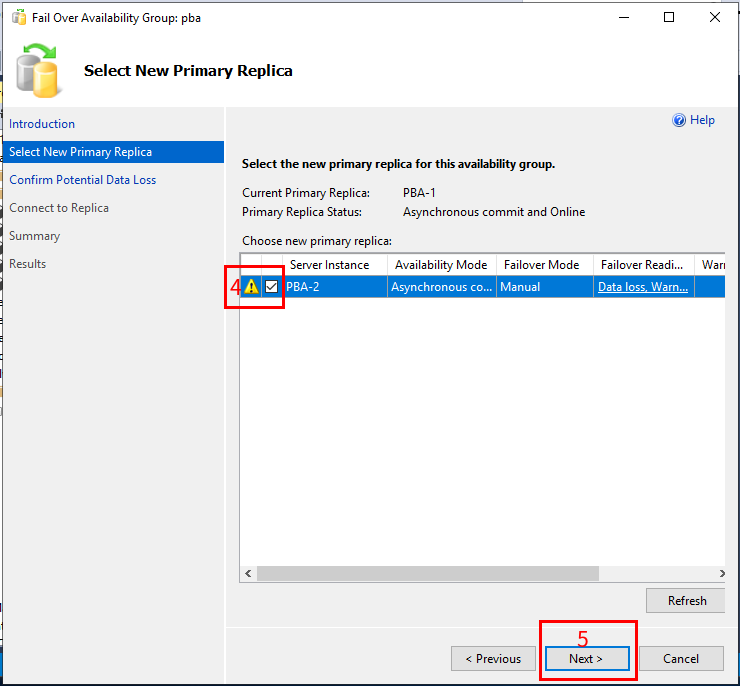 Fail Over Availability Group: pba
Select New Primary Replica
Introduction
Select New Primary Replica
Confirm Potential Data Loss
Connect to Replica
Summary
Results
Help
Select the new primary replica for this availability group.
Current Primary Replica: PBA-1
Primary Replica Status: Asynchronous commit and Online
Choose new primary replica:
Server Instance Availability Mode Failover Mode Failover Readi... Warn
4 PBA-2 Asynchronous co... Manual Data loss, Warn...
Refresh
5
< Previous Next > Cancel